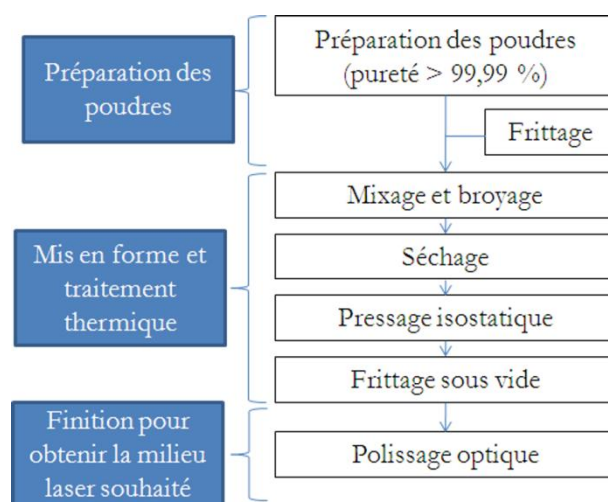 Préparation des
poudres
Préparation des poudres
(pureté > 99,99 %)
Frittage
Mis en forme et
traitement
thermique
Mixage et broyage
Séchage
Pressage isostatique
Frittage sous vide
Finition pour
obtenir la milieu
laser souhaité
Polissage optique